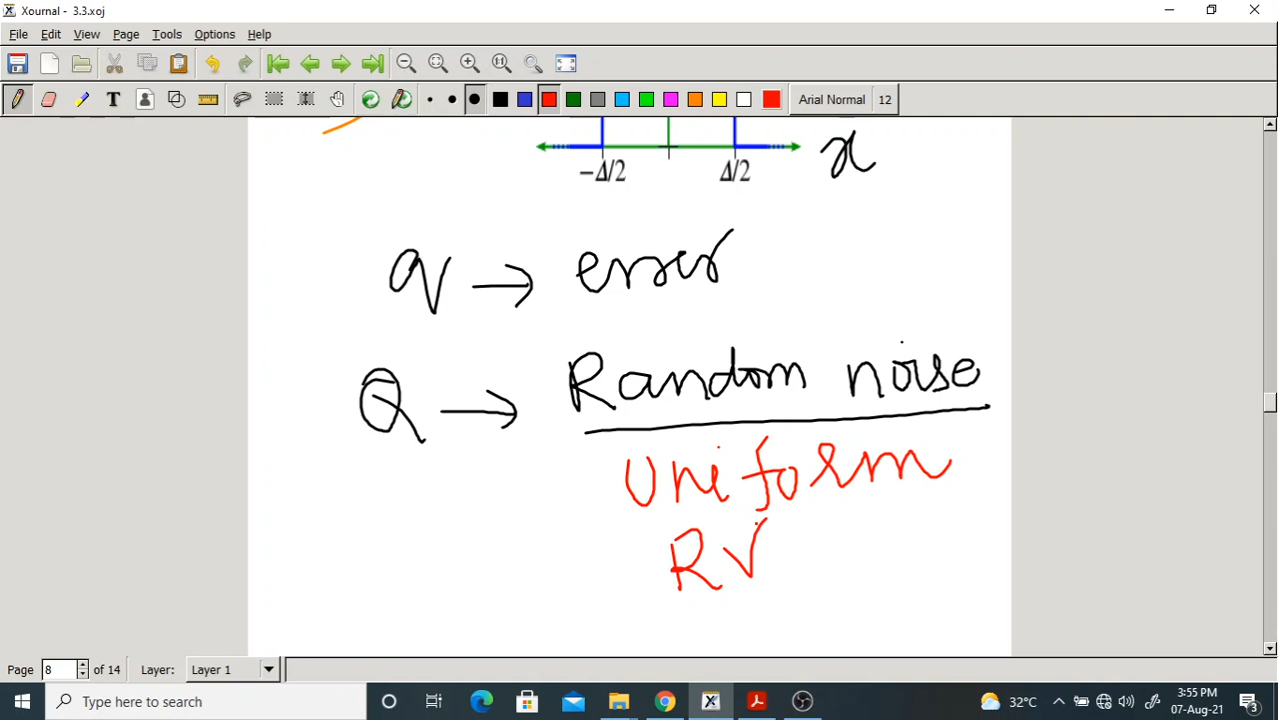 Xournal - 3.3.xoj
File Edit View Page Tools Options Help
Arial Normal 12
−Δ/2 Δ/2 x
q → error
Q → Random noise
Uniform
RV
Page 8 of 14 Layer: Layer 1
Type here to search
32°C
3:55 PM
07-Aug-21
3